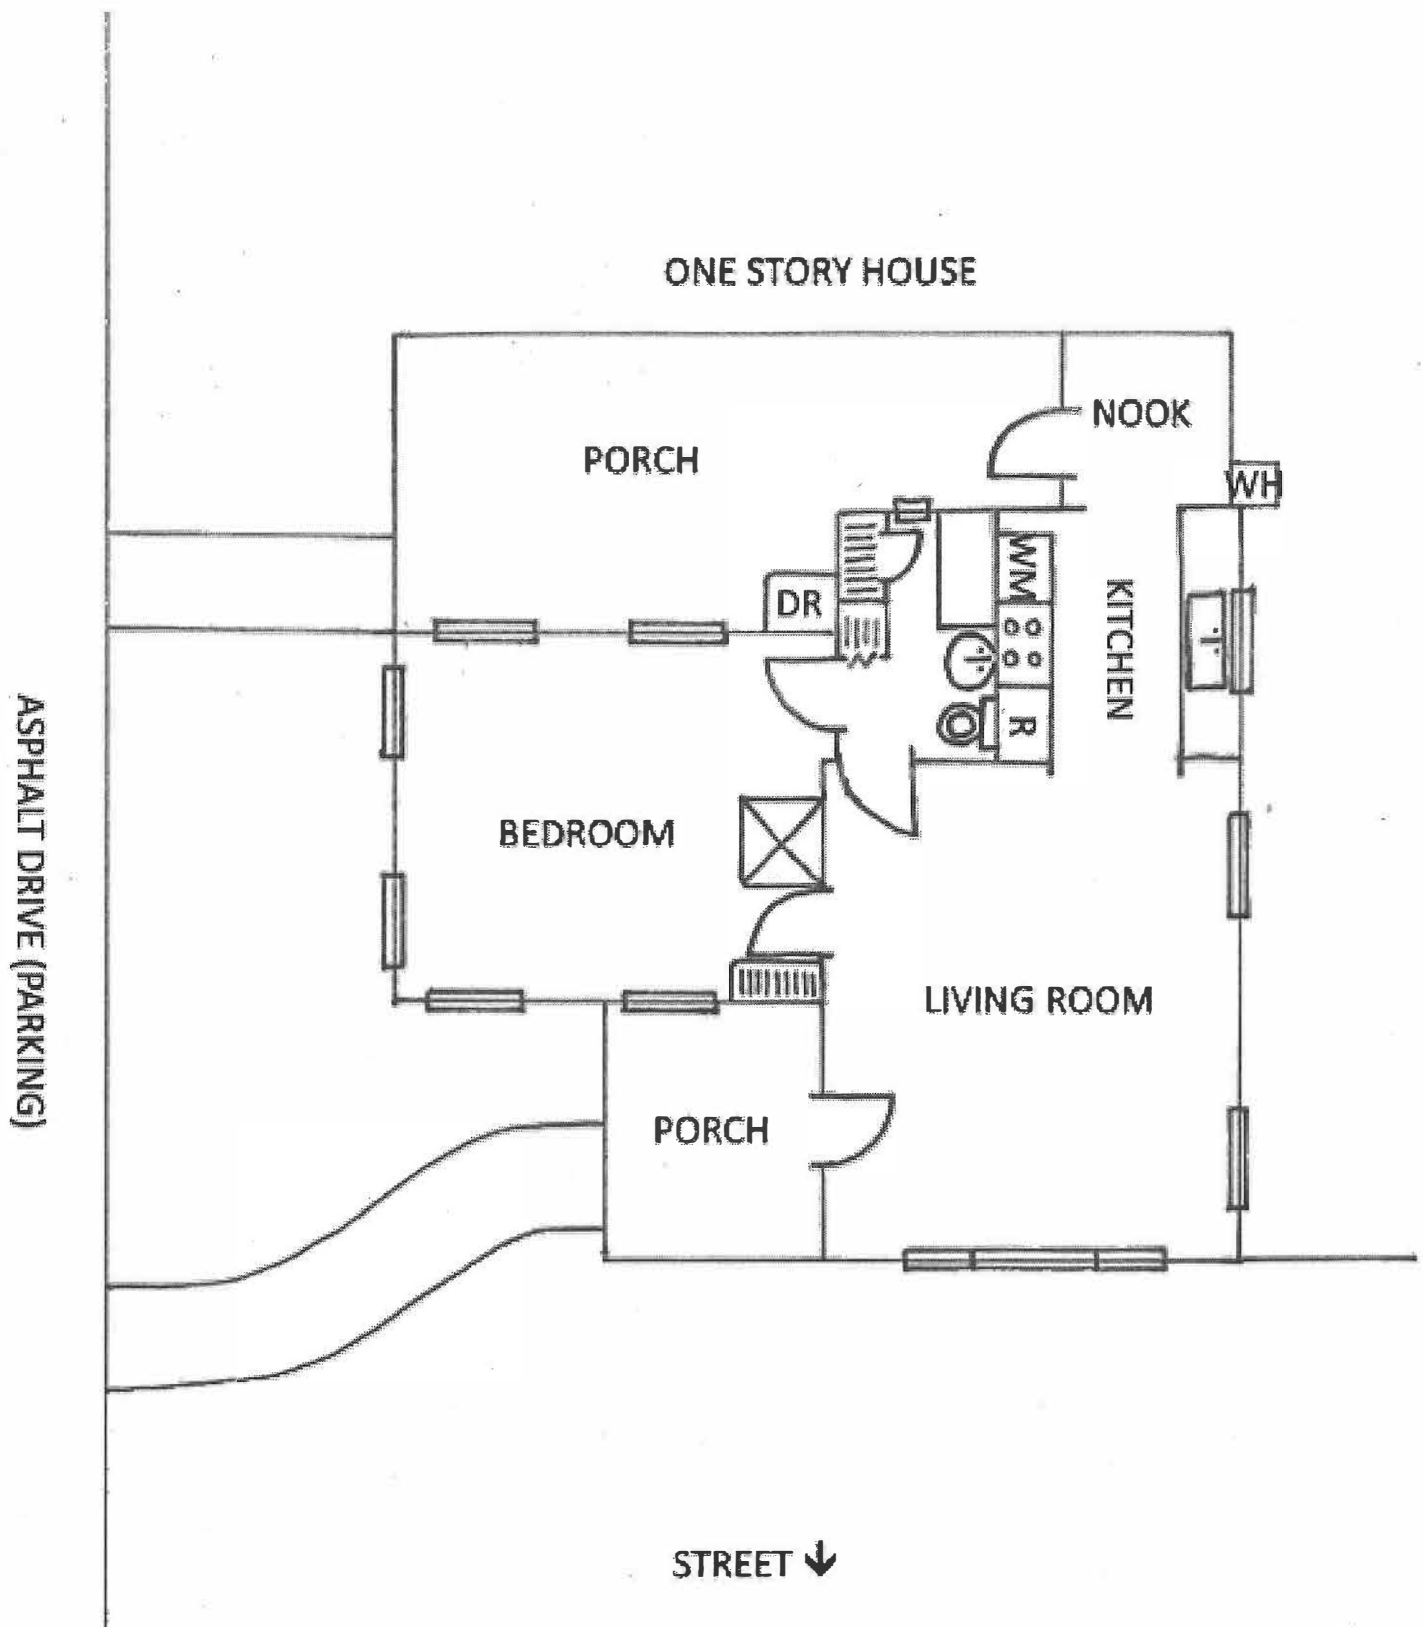 ONE STORY HOUSE
NOOK
PORCH
WH
WM
DR
KITCHEN
R
ASPHALT DRIVE (PARKING)
BEDROOM
LIVING ROOM
PORCH
STREET ↓